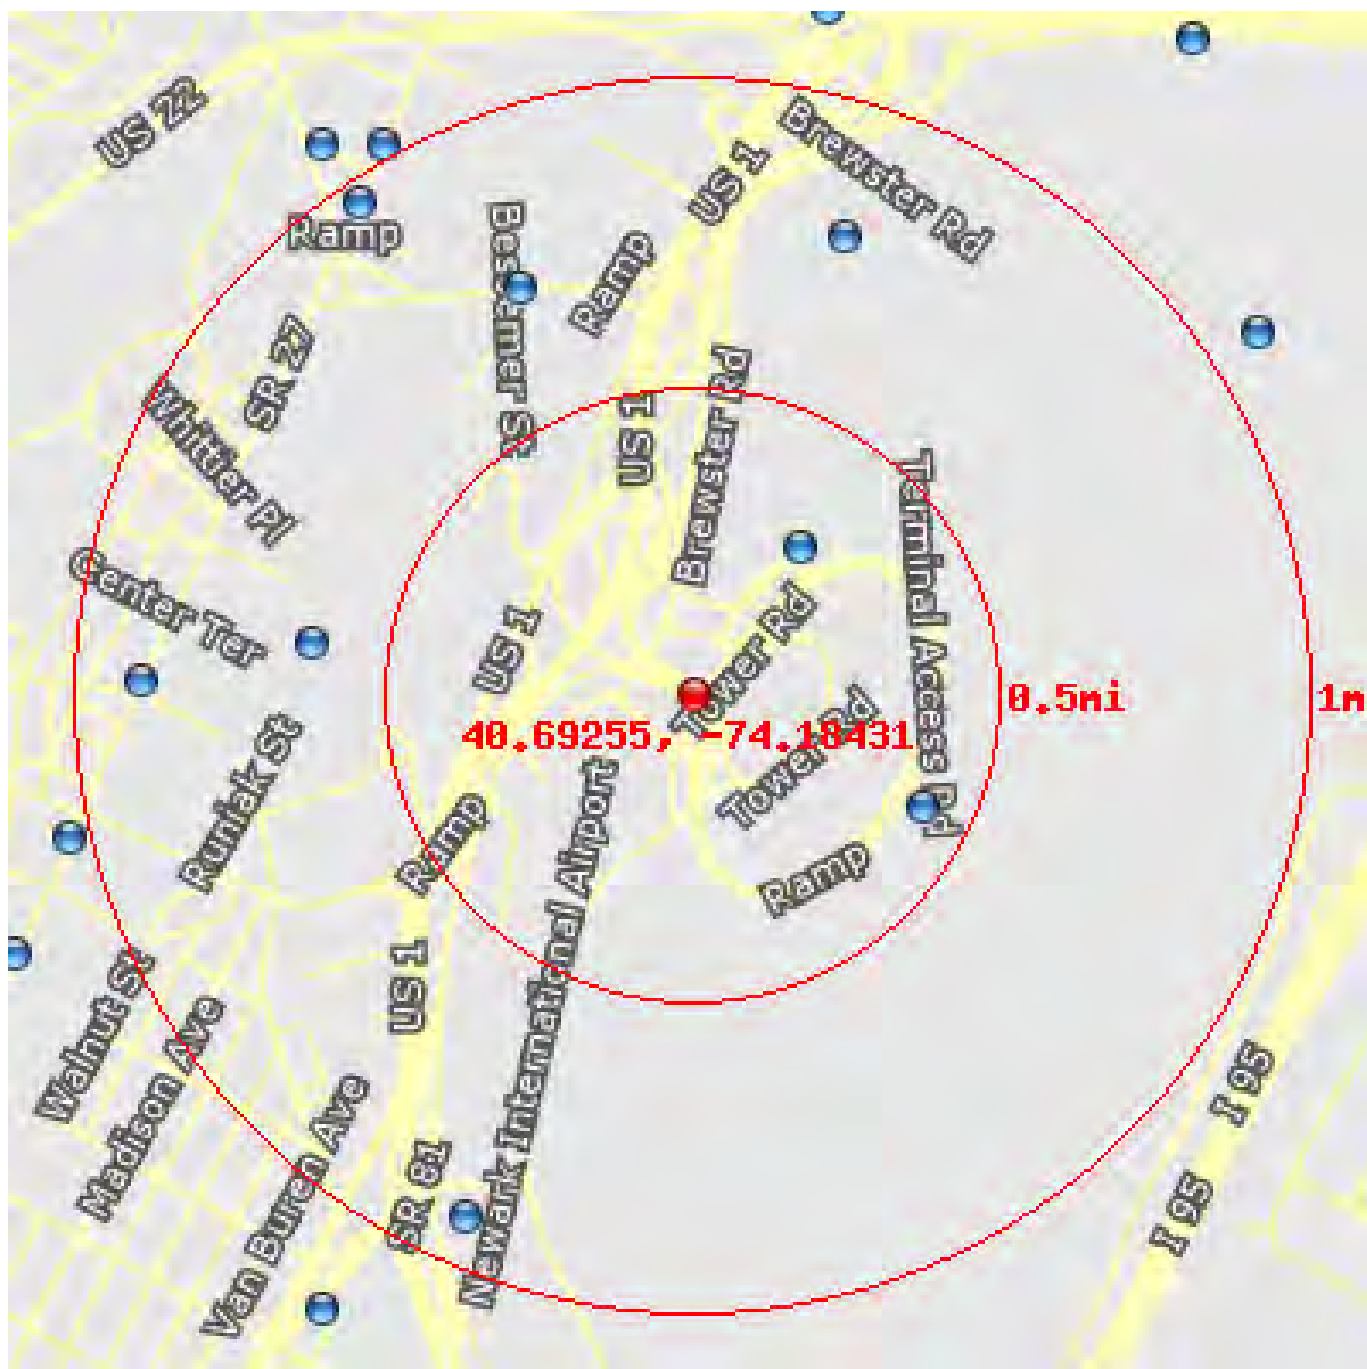 US 22
Brewster Rd
US 1
Ramp
Bessemer St
Ramp
SR 27
Whittier Pl
US 1
Brewster Rd
Terminal Access Rd
Center Ter
US 1
Tower Rd
0.5mi
1m
40.69255, -74.18431
Tower Rd
Runjak St
Ramp
Ramp
Newark International Airport
US 1
Walnut St
Madison Ave
Van Buren Ave
SR 81
I 95
I 95